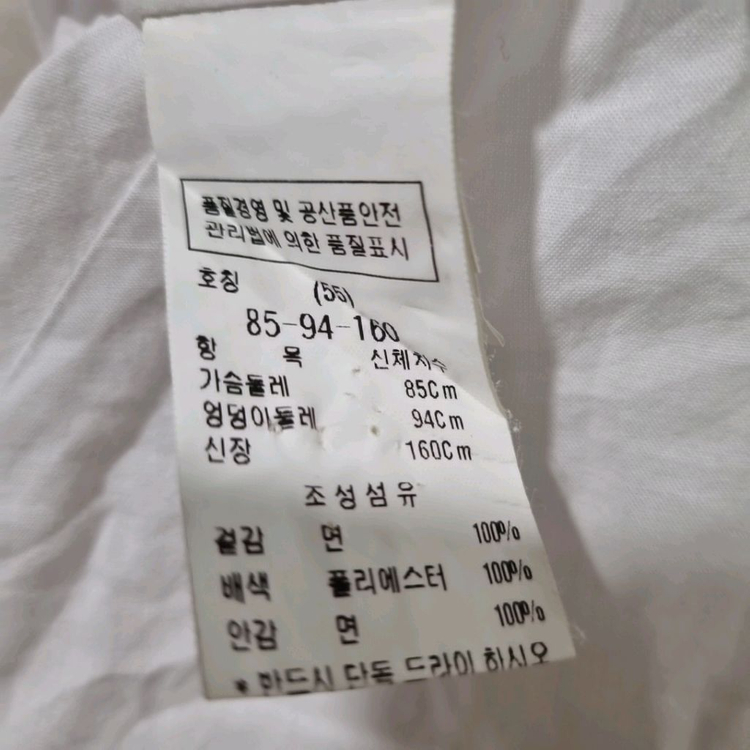 품질경영 및 공산품안전
관리법에 의한 품질표시
호칭 (55)
85-94-160
항 목 신체치수
가슴둘레 85Cm
엉덩이둘레 94Cm
신장 160Cm
조성섬유
겉감 면 100%
배색 폴리에스터 100%
안감 면 100%
* 반드시 단독 드라이 하시오